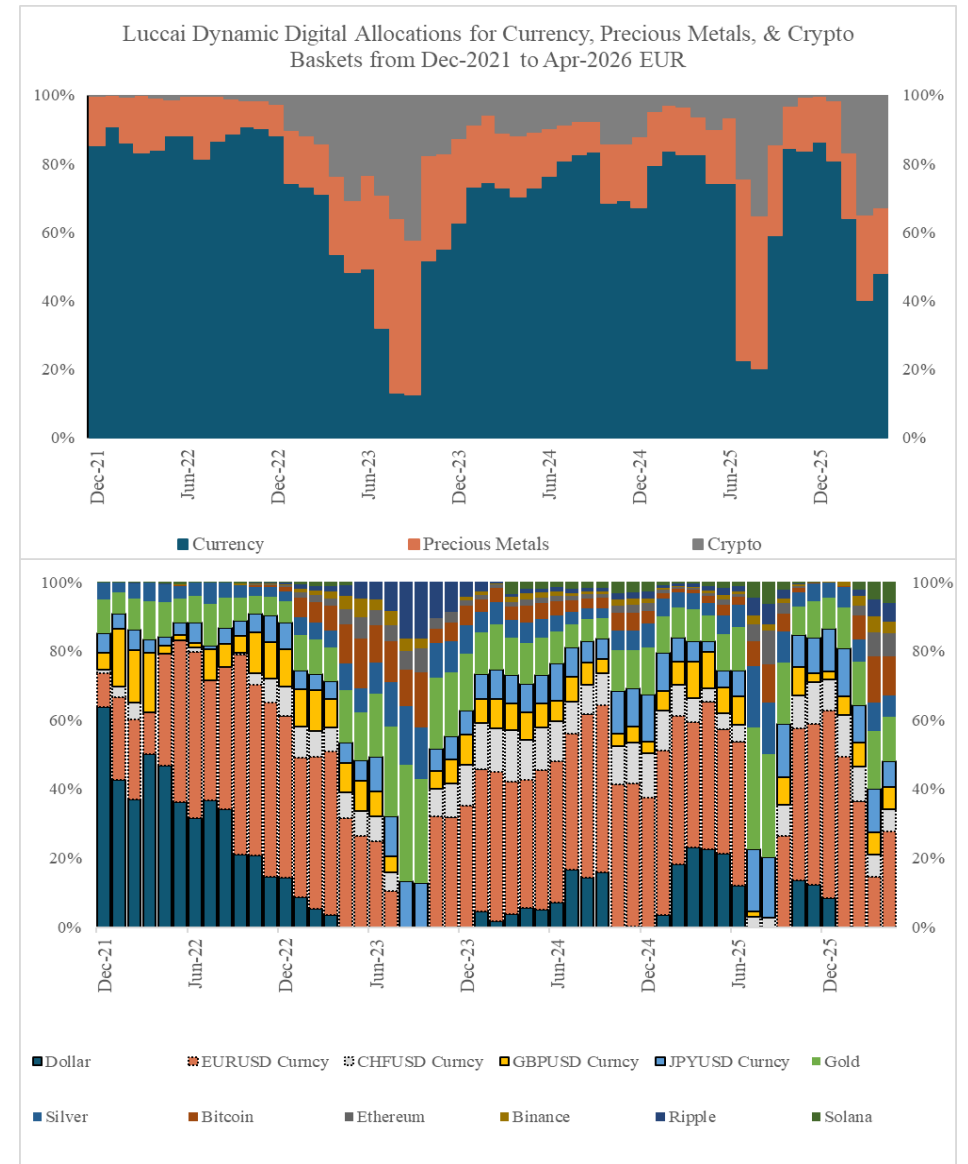 Luccai Dynamic Digital Allocations for Currency, Precious Metals, & Crypto
Baskets from Dec-2021 to Apr-2026 EUR
100% 100%
80% 80%
60% 60%
40% 40%
20% 20%
0% 0%
Dec-21 Jun-22 Dec-22 Jun-23 Dec-23 Jun-24 Dec-24 Jun-25 Dec-25
Currency Precious Metals Crypto
100% 100%
80% 80%
60% 60%
40% 40%
20% 20%
0% 0%
Dec-21 Jun-22 Dec-22 Jun-23 Dec-23 Jun-24 Dec-24 Jun-25 Dec-25
Dollar EURUSD Curncy CHFUSD Curncy GBPUSD Curncy JPYUSD Curncy Gold
Silver Bitcoin Ethereum Binance Ripple Solana